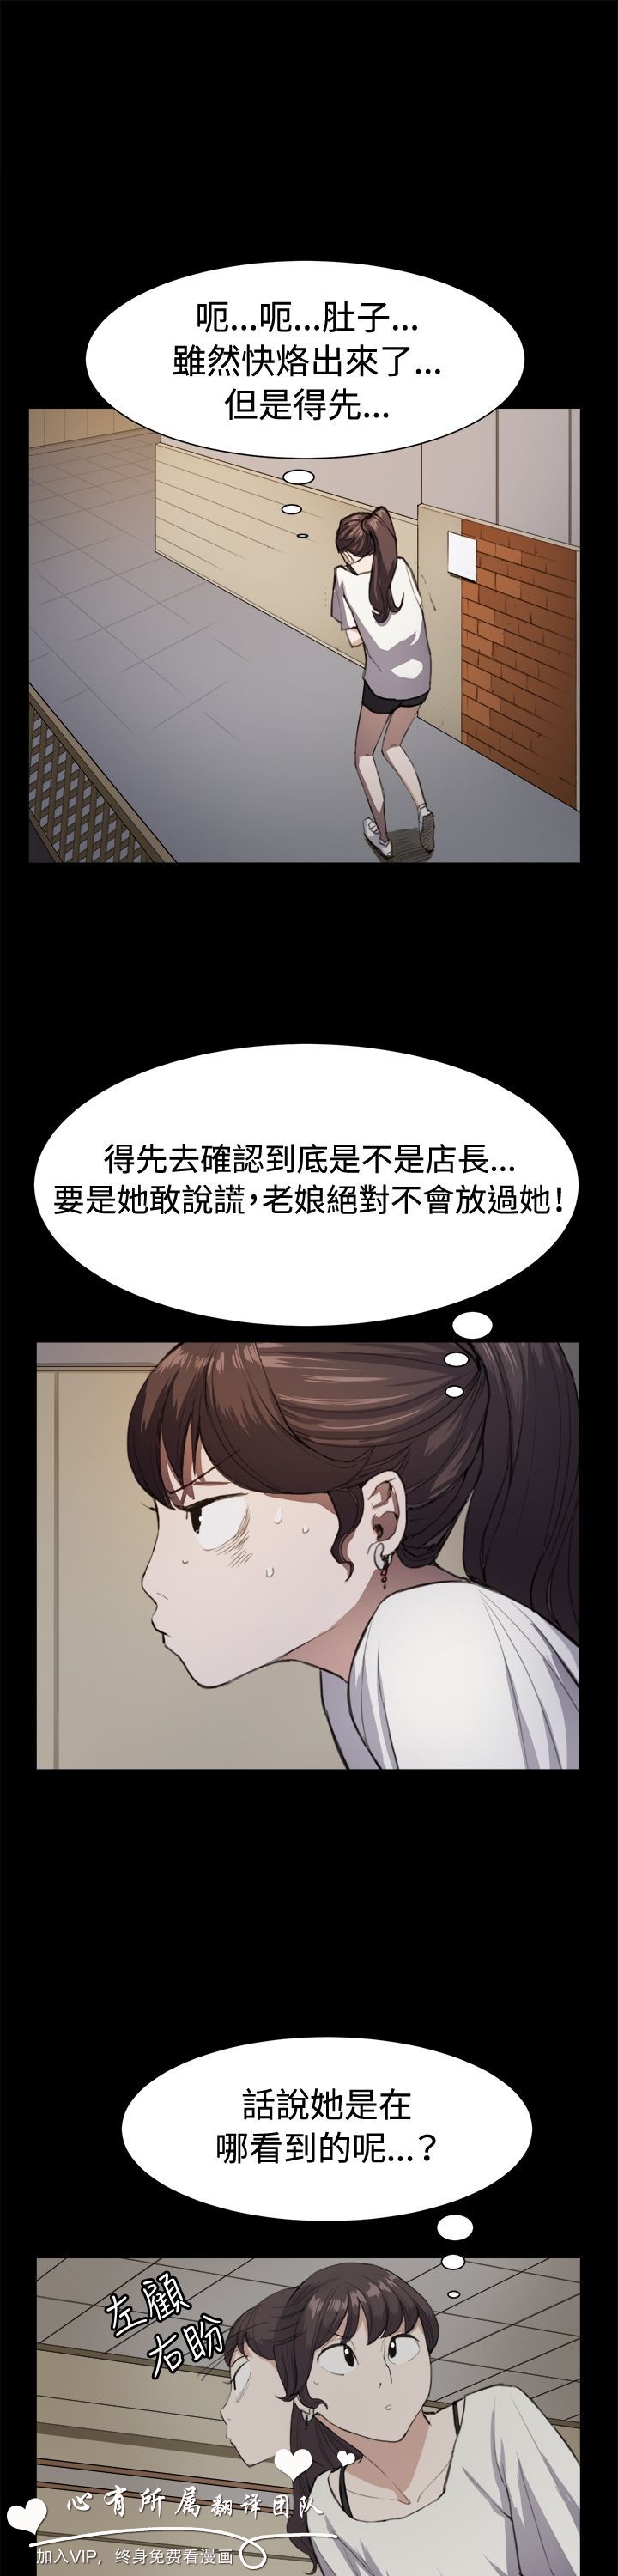 呃...呃...肚子...
雖然快烙出來了...
但是得先...
得先去確認到底是不是店長...
要是她敢說謊，老娘絕對不會放過她！
話說她是在
哪看到的呢...？
左顧
右盼
心有所属翻译团队
加入VIP，终身免费看漫画